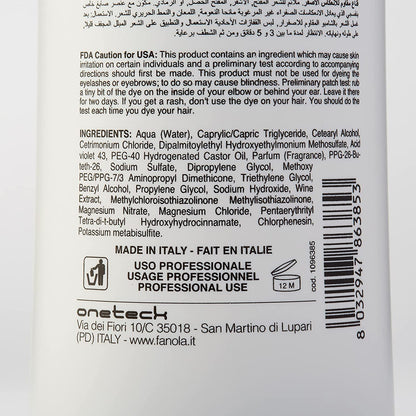 بنفسجي الذي يساعد على
FDA Caution for USA: This product contains an ingredient which may cause skin
irritation on certain individuals and a preliminary test according to accompanying
directions should first be made. This product must not be used for dyeing the
eyelashes or eyebrows; to do so may cause blindness. Preliminary patch test: rub
a tiny bit of the dye on the inside of your elbow or behind your ear. Leave it there
for two days. If you get a rash, don't use the dye on your hair. You should do the
test each time you dye your hair.
INGREDIENTS: Aqua (Water), Caprylic/Capric Triglyceride, Cetearyl Alcohol,
Cetrimonium Chloride, Dipalmitoylethyl Hydroxyethylmonium Methosulfate, Acid
violet 43, PEG-40 Hydrogenated Castor Oil, Parfum (Fragrance), PPG-26-Bu-
teth-26, Sodium Sulfate, Dipropylene Glycol, Methoxy
PEG/PPG-7/3 Aminopropyl Dimethicone, Triethylene Glycol,
Benzyl Alcohol, Propylene Glycol, Sodium Hydroxide, Wine
Extract, Methylchloroisothiazolinone Methylisothiazolinone,
Magnesium Nitrate, Magnesium Chloride, Pentaerythrityl
Tetra-di-t-butyl Hydroxyhydrocinnamate, Chlorphenesin,
Potassium metabisulfite.
MADE IN ITALY - FAIT EN ITALIE
USO PROFESSIONALE
USAGE PROFESSIONNEL
PROFESSIONAL USE
12 M
cod. 1096385
8 032947 863853
onetech
Via dei Fiori 10/C 35018 - San Martino di Lupari
(PD) ITALY - www.fanola.it